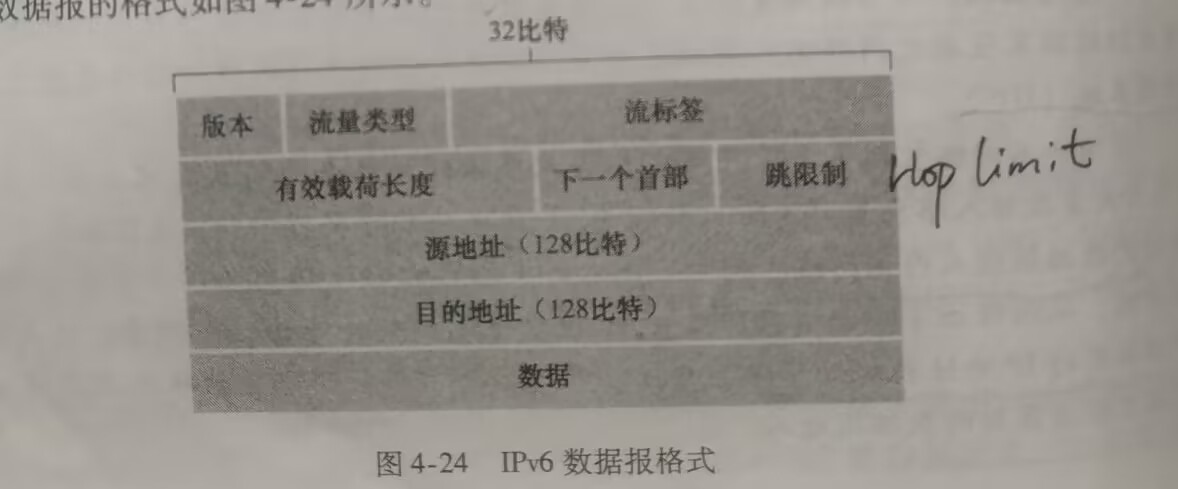 数据报的格式如图4-24所示。
32比特
版本 流量类型 流标签
有效载荷长度 下一个首部 跳限制 Hop limit
源地址（128比特）
目的地址（128比特）
数据
图 4-24 IPv6 数据报格式